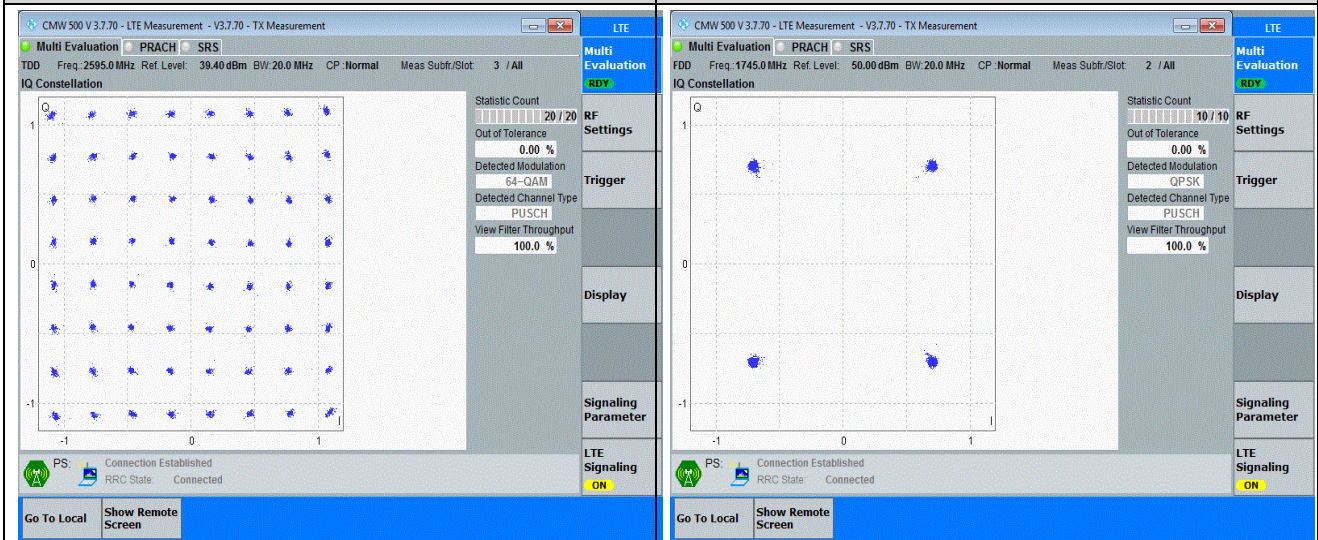 CMW 500 V 3.7.70 - LTE Measurement - V3.7.70 - TX Measurement
LTE
Multi Evaluation PRACH SRS
Multi
Evaluation
RDY
TDD Freq.:2595.0 MHz Ref. Level: 39.40 dBm BW:20.0 MHz CP :Normal Meas Subfr./Slot: 3 / All
IQ Constellation
Q
1
0
-1
-1 0 1
I
Statistic Count
20 / 20
Out of Tolerance
0.00 %
Detected Modulation
64-QAM
Detected Channel Type
PUSCH
View Filter Throughput
100.0 %
RF
Settings
Trigger
Display
Signaling
Parameter
LTE
Signaling
ON
PS: Connection Established
RRC State: Connected
Go To Local
Show Remote
Screen
CMW 500 V 3.7.70 - LTE Measurement - V3.7.70 - TX Measurement
LTE
Multi Evaluation PRACH SRS
Multi
Evaluation
RDY
FDD Freq.:1745.0 MHz Ref. Level: 50.00 dBm BW:20.0 MHz CP :Normal Meas Subfr./Slot: 2 / All
IQ Constellation
Q
1
0
-1
-1 0 1
I
Statistic Count
10 / 10
Out of Tolerance
0.00 %
Detected Modulation
QPSK
Detected Channel Type
PUSCH
View Filter Throughput
100.0 %
RF
Settings
Trigger
Display
Signaling
Parameter
LTE
Signaling
ON
PS: Connection Established
RRC State: Connected
Go To Local
Show Remote
Screen